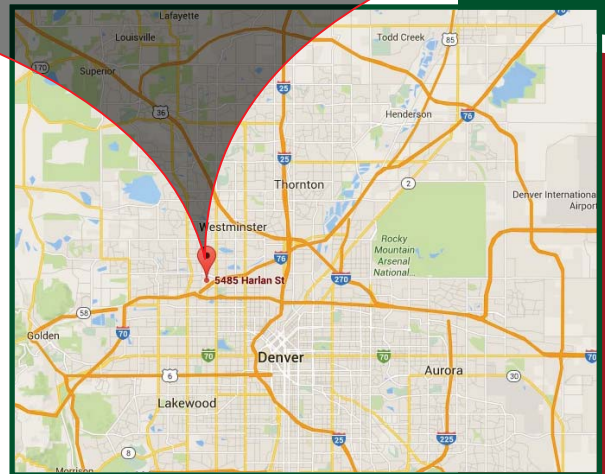 Lafayette
Louisville
Todd Creek
85
170
Superior
25
36
76
Henderson
25
Thornton
2
Denver International
Airport
Westminster
Rocky
Mountain
Arsenal
National...
76
270
5485 Harlan St
58
Golden
70
70
Denver
70
70
Aurora
6
30
Lakewood
25
225
8
Morrison